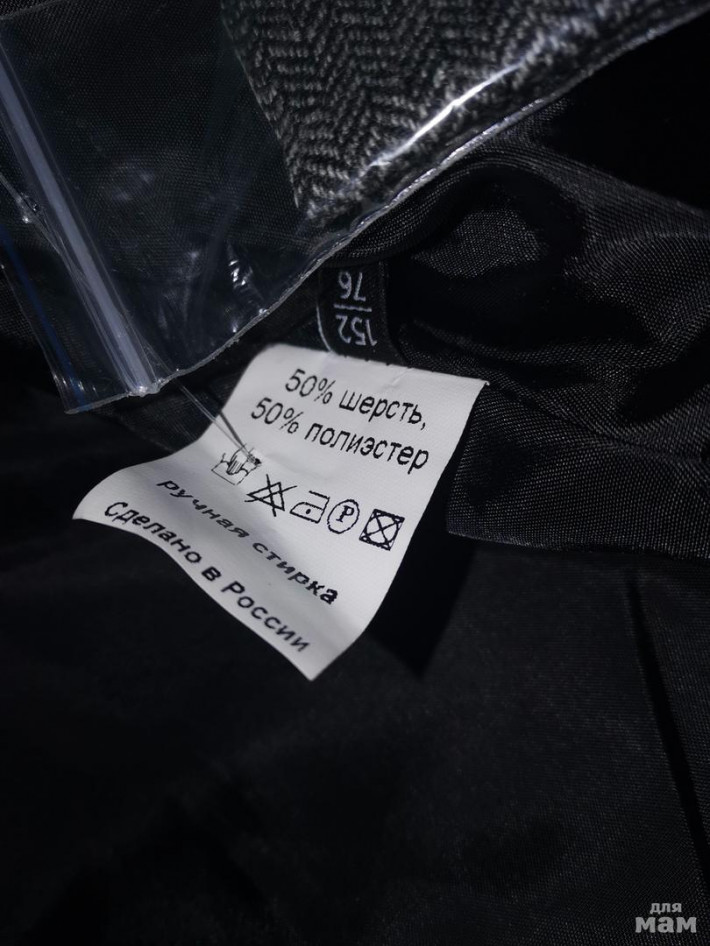 152
76
50% шерсть,
50% полиэстер
P
ручная стирка
Сделано в России
для
мам